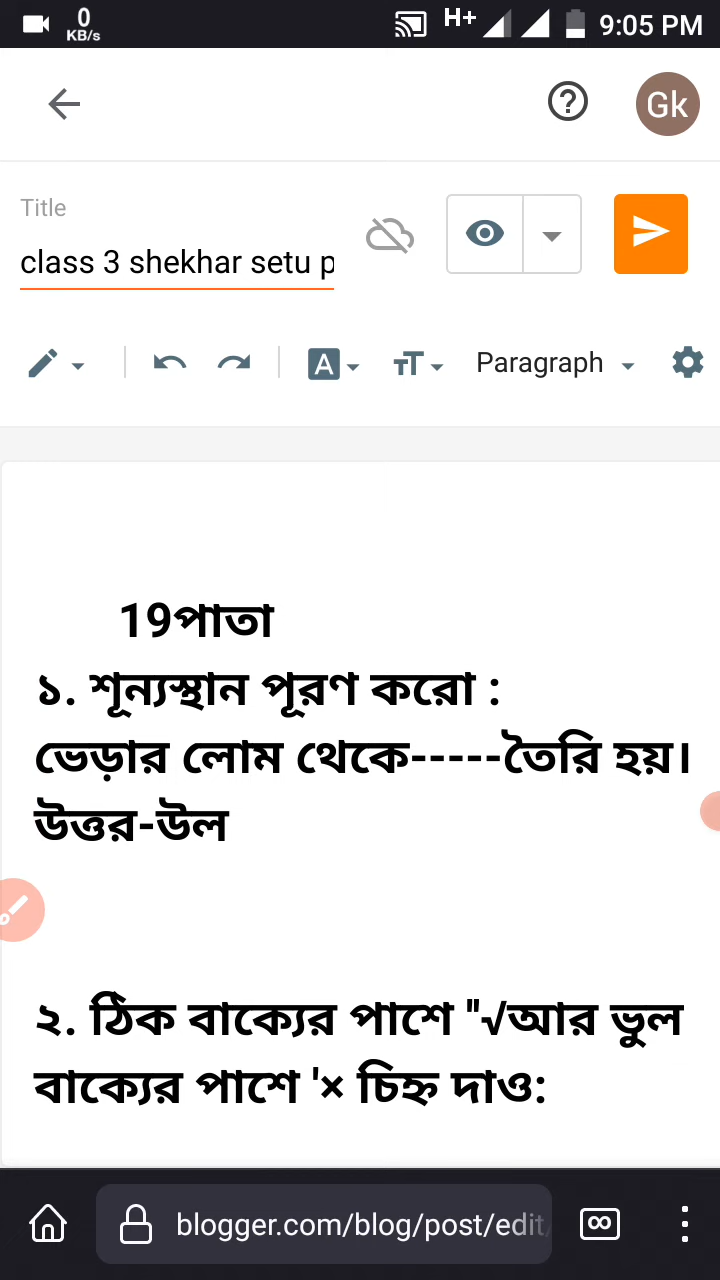 0
KB/s
H+
9:05 PM
Gk
Title
class 3 shekhar setu p
A
Paragraph
19পাতা
১. শূন্যস্থান পূরণ করো :
ভেড়ার লোম থেকে-----তৈরি হয়।
উত্তর-উল
২. ঠিক বাক্যের পাশে "√আর ভুল
বাক্যের পাশে '× চিহ্ন দাও:
blogger.com/blog/post/edit/